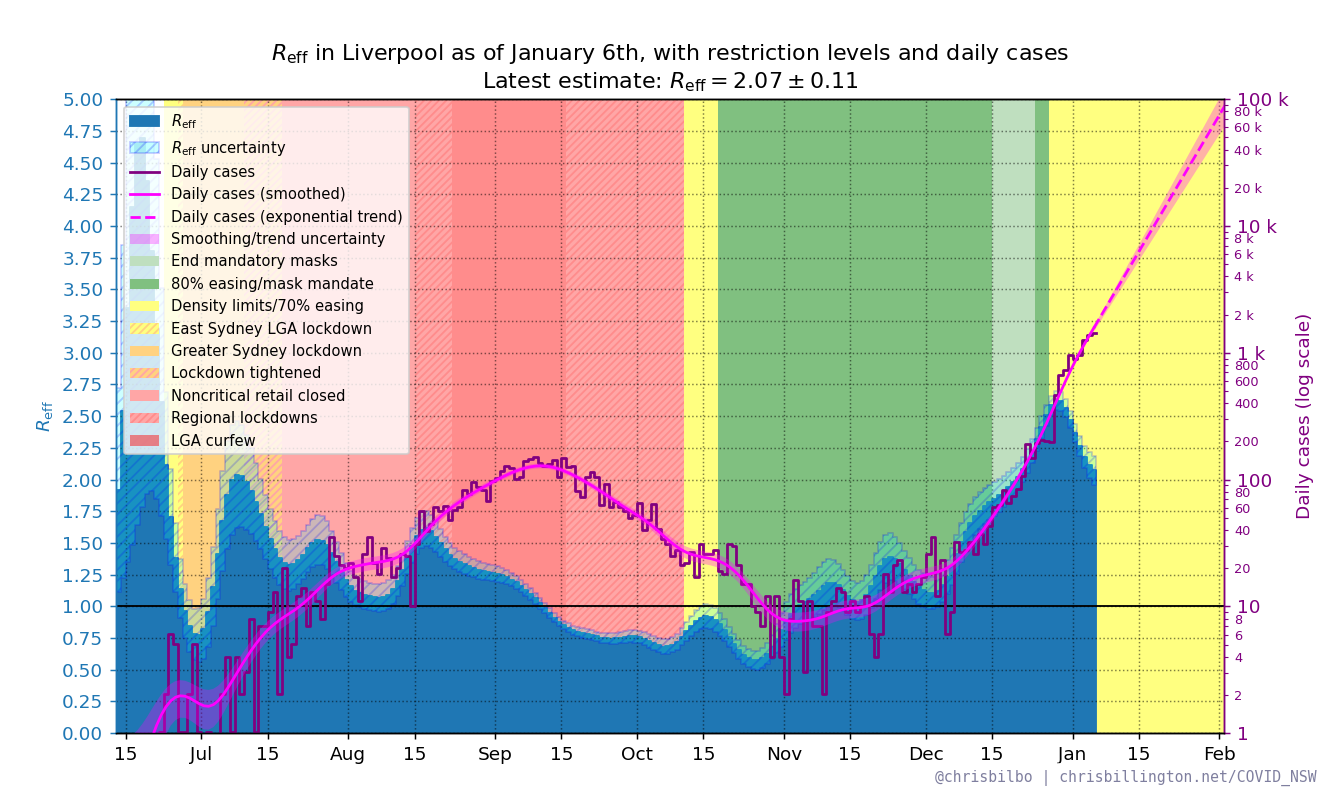 Reff in Liverpool as of January 6th, with restriction levels and daily cases
Latest estimate: Reff = 2.07 ± 0.11
Reff
5.00
4.75
4.50
4.25
4.00
3.75
3.50
3.25
3.00
2.75
2.50
2.25
2.00
1.75
1.50
1.25
1.00
0.75
0.50
0.25
0.00
Reff
Reff uncertainty
Daily cases
Daily cases (smoothed)
Daily cases (exponential trend)
Smoothing/trend uncertainty
End mandatory masks
80% easing/mask mandate
Density limits/70% easing
East Sydney LGA lockdown
Greater Sydney lockdown
Lockdown tightened
Noncritical retail closed
Regional lockdowns
LGA curfew
100 k
80 k
60 k
40 k
20 k
10 k
8 k
6 k
4 k
2 k
1 k
800
600
400
200
100
80
60
40
20
10
8
6
4
2
1
Daily cases (log scale)
15 Jul 15 Aug 15 Sep 15 Oct 15 Nov 15 Dec 15 Jan 15 Feb
@chrisbilbo | chrisbillington.net/COVID_NSW